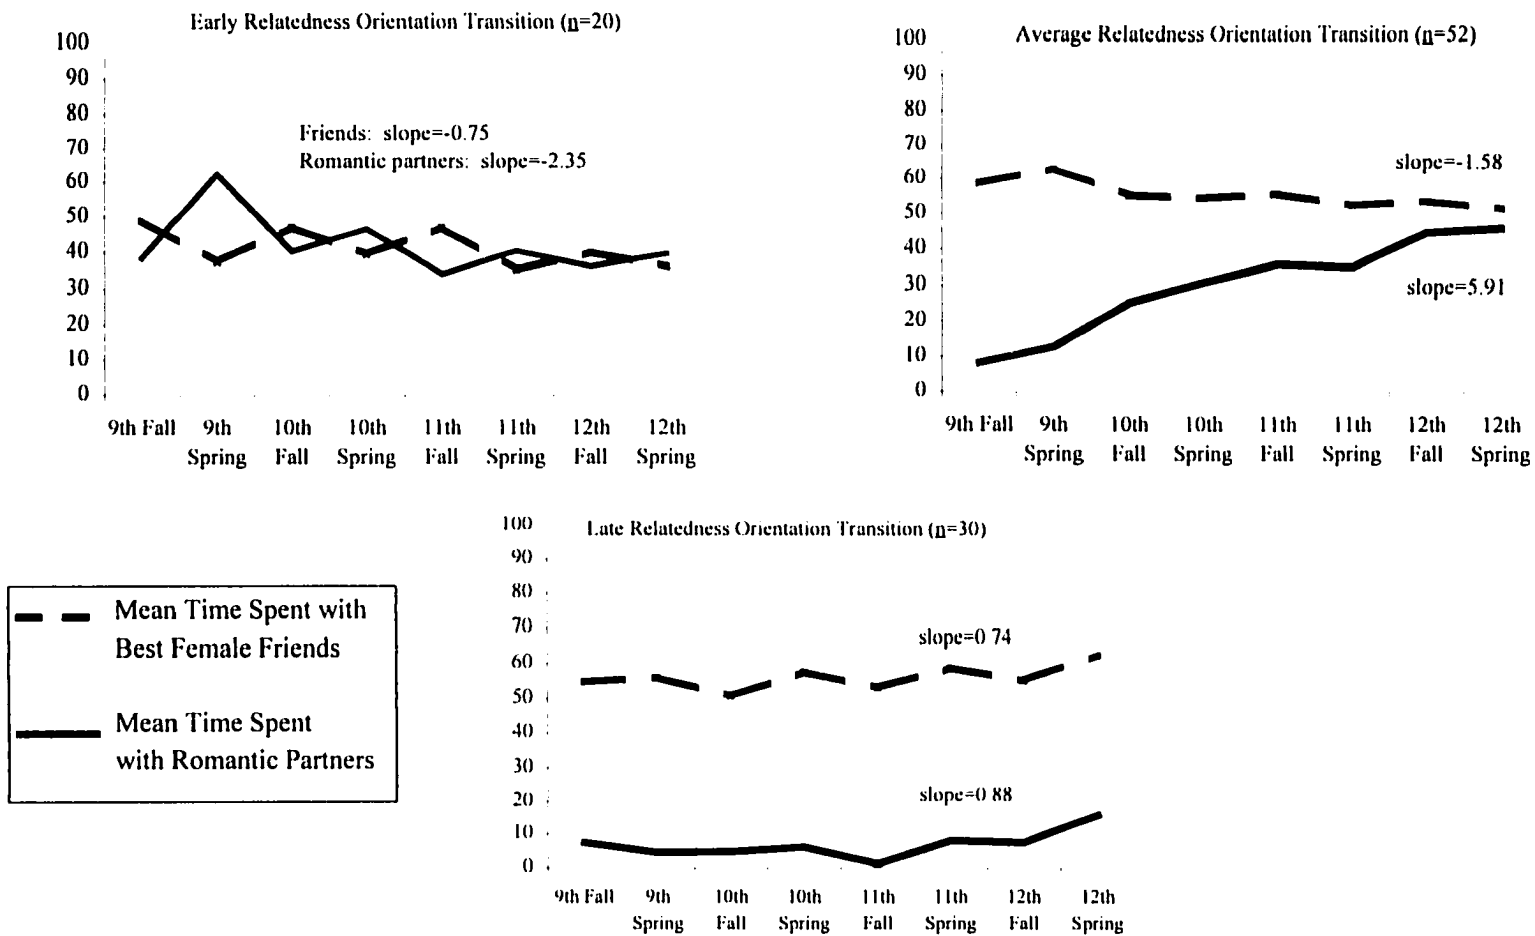 Early Relatedness Orientation Transition (n=20)
100
90
80
70
60
50
40
30
20
10
0
Friends: slope=-0.75
Romantic partners: slope=-2.35
9th Fall 9th 10th 10th 11th 11th 12th 12th
Spring Fall Spring Fall Spring Fall Spring
Average Relatedness Orientation Transition (n=52)
100
90
80
70
60
50
40
30
20
10
0
slope=-1.58
slope=5.91
9th Fall 9th 10th 10th 11th 11th 12th 12th
Spring Fall Spring Fall Spring Fall Spring
Late Relatedness Orientation Transition (n=30)
100
90
80
70
60
50
40
30
20
10
0
slope=0.74
slope=0.88
9th Fall 9th 10th 10th 11th 11th 12th 12th
Spring Fall Spring Fall Spring Fall Spring
Mean Time Spent with
Best Female Friends
Mean Time Spent
with Romantic Partners